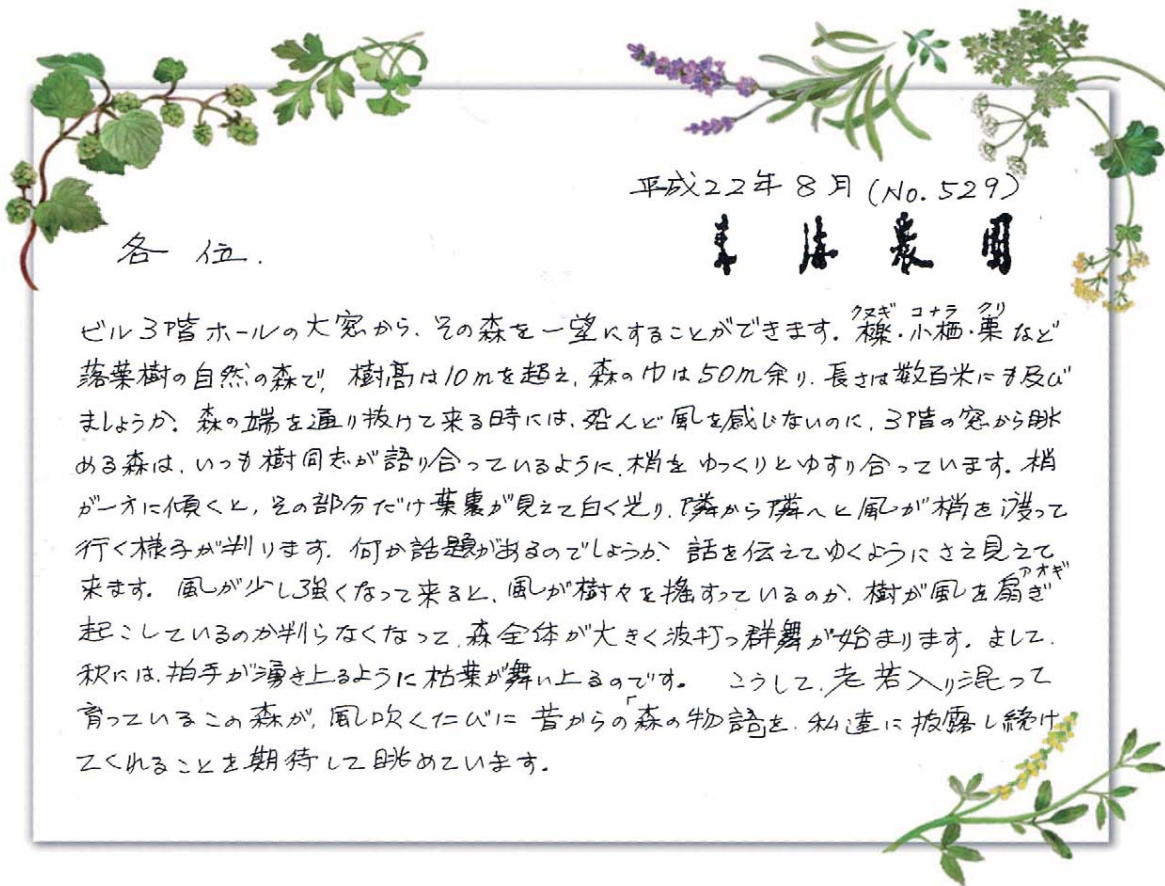 平成22年8月(No.529)
各位.
農園
ビル3階ホールの大窓から、その森を一望にすることができます。櫟・小楢・栗など
クヌギ コナラ クリ
落葉樹の自然の森で、樹高は10mを超え、森の巾は50m余り、長さは数百米にも及び
ましょうか。森の端を通り抜けて来る時には、殆んど風を感じないのに、3階の窓から眺
める森は、いつも樹同志が語り合っているように、梢をゆっくりとゆすり合っています。梢
が一方に傾くと、その部分だけ葉裏が見えて白く光り、隣から隣へと風が梢を渡って
行く様子が判ります。何か話題があるのでしょうか、話を伝えてゆくようにさえ見えて
来ます。風が少し強くなって来ると、風が樹々を揺すっているのか、樹が風を扇ぎ
アオギ
起こしているのか判らなくなって、森全体が大きく波打つ群舞が始まります。まして、
秋には、拍手が湧き上るように枯葉が舞い上るのです。 こうして、老若入り混って
育っているこの森が、風吹くたびに昔からの「森の物語」を、私達に披露し続け
てくれることを期待して眺めています。